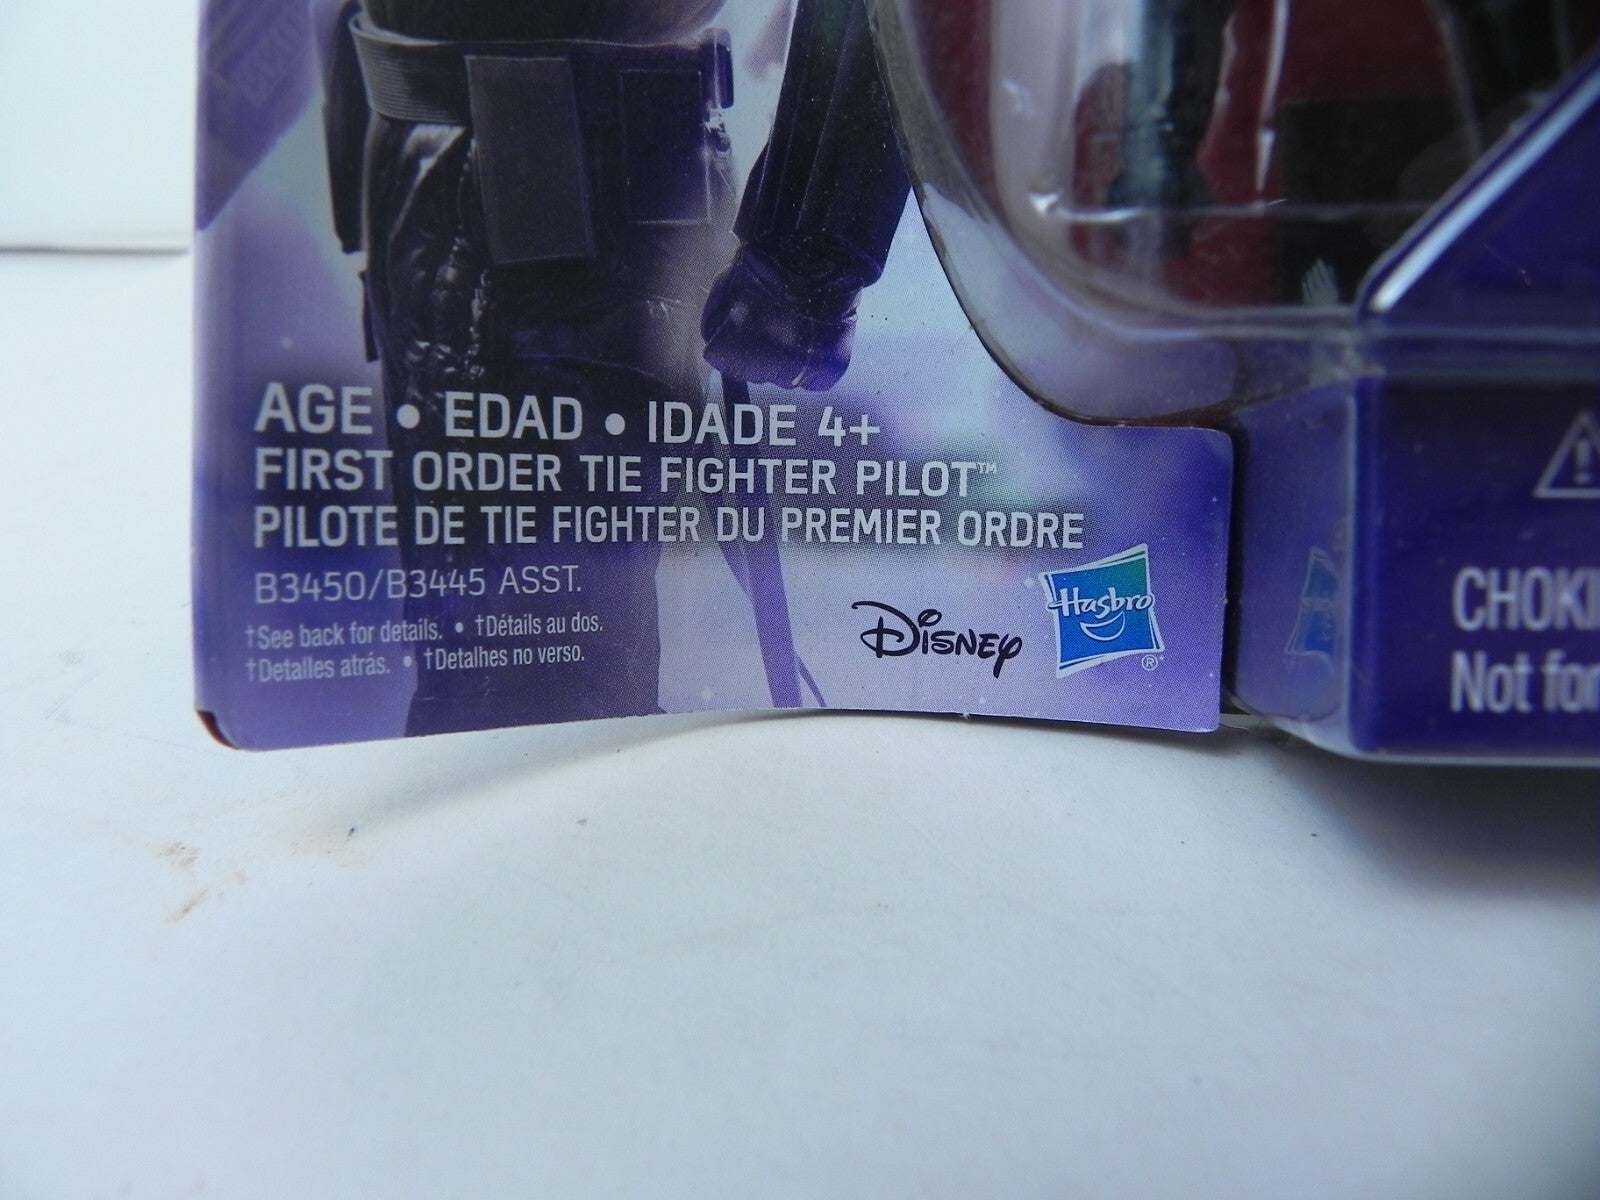 AGE • EDAD • IDADE 4+
FIRST ORDER TIE FIGHTER PILOT™
PILOTE DE TIE FIGHTER DU PREMIER ORDRE
B3450/B3445 ASST.
†See back for details. • †Détails au dos.
†Detalles atrás. • †Detalhes no verso.
Disney
Hasbro
®*
CHOKI
Not for